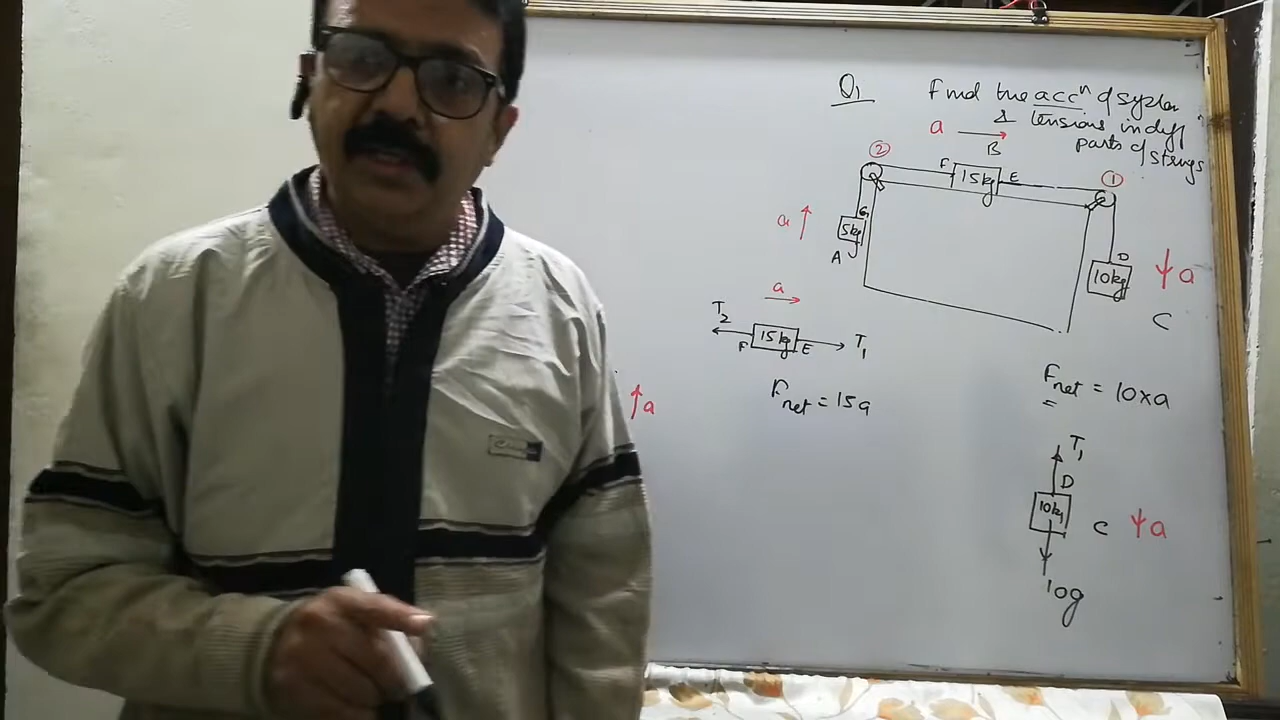 Q1 Find the accⁿ of system
& tensions in diff
parts of strings
a
B
② F 15kg E ①
a G 5kg
A
D
10kg a
C
a
T2 F 15kg E T1
Fnet = 15a
a
Fnet = 10×a
=
T1
D
10kg C a
10g